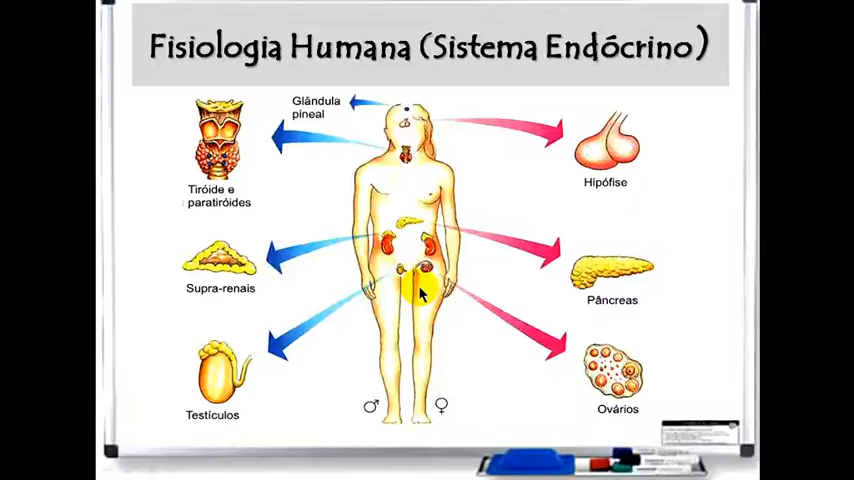 Fisiologia Humana (Sistema Endócrino)
Glândula
pineal
Tiróide e
paratiróides
Hipófise
Supra-renais
Pâncreas
Testículos
Ovários
♂ ♀